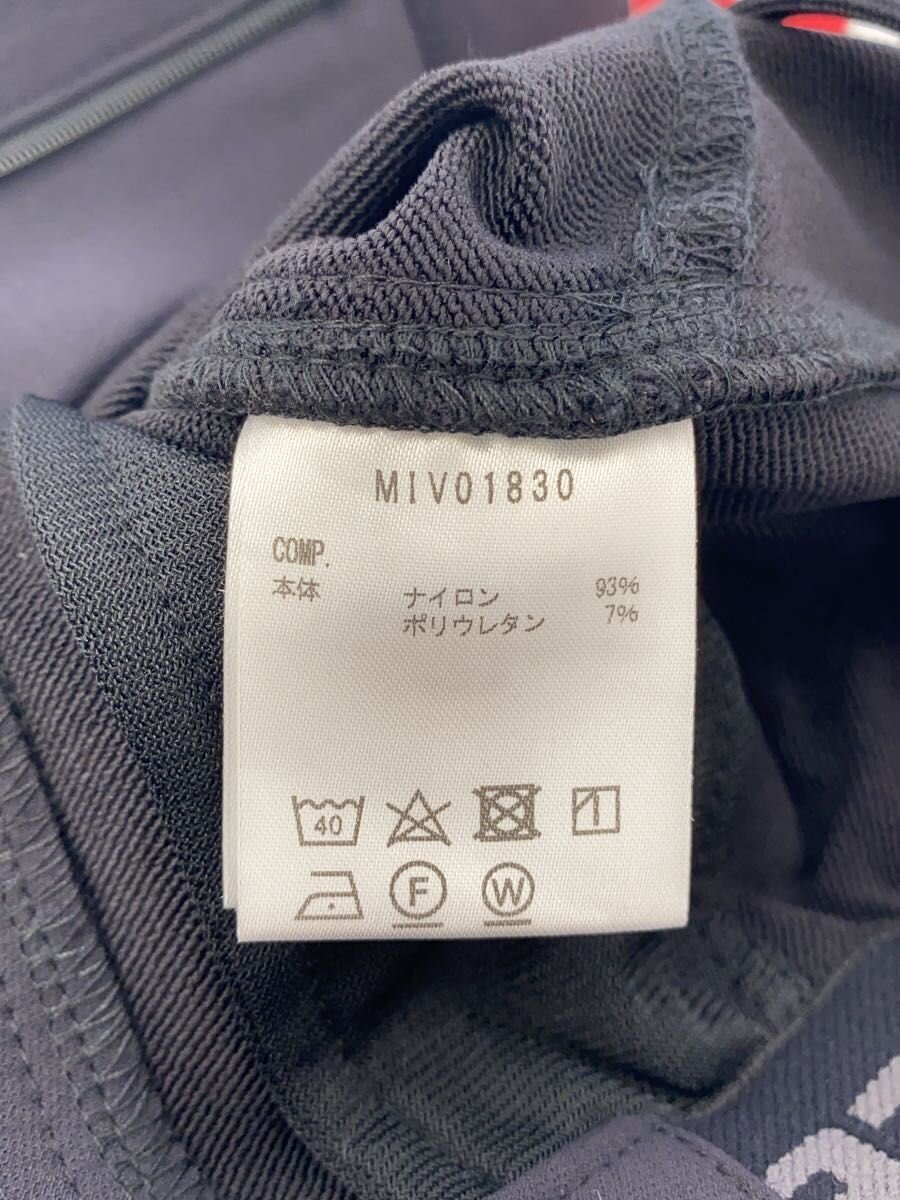 MIV01830
COMP.
本体 ナイロン 93%
ポリウレタン 7%
40
F W